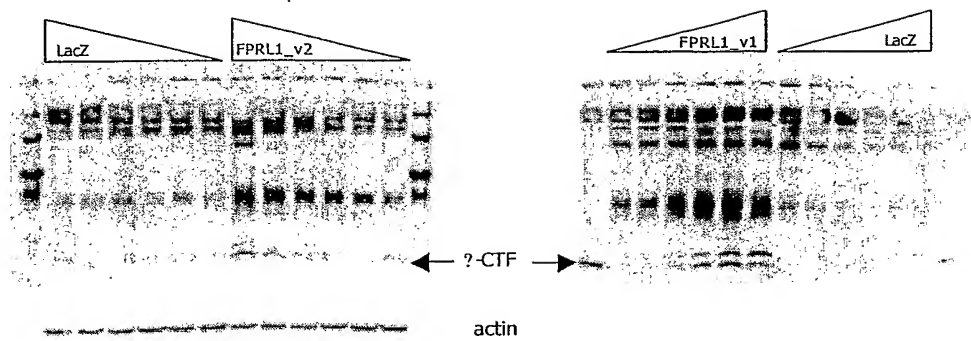 LacZ
FPRL1_v2
FPRL1_v1
LacZ
?-CTF
actin